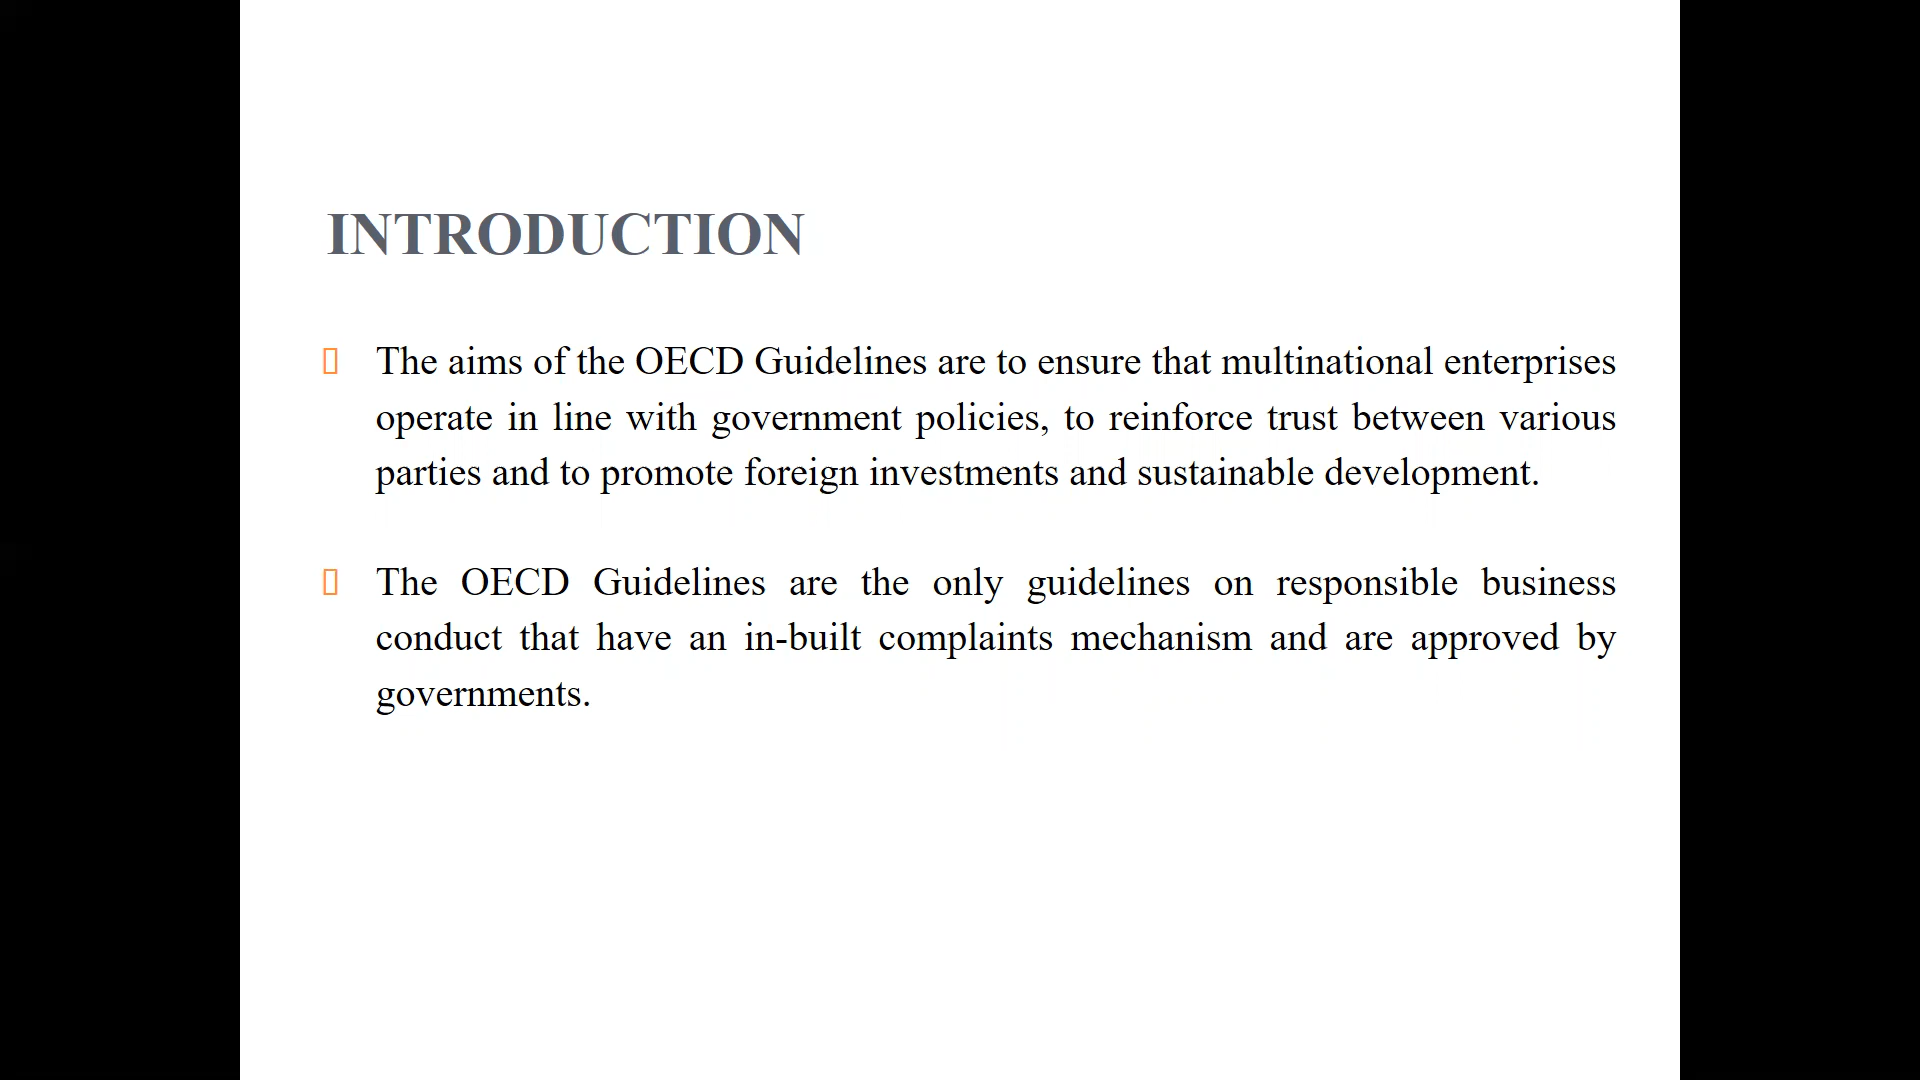 INTRODUCTION
The aims of the OECD Guidelines are to ensure that multinational enterprises
operate in line with government policies, to reinforce trust between various
parties and to promote foreign investments and sustainable development.
The OECD Guidelines are the only guidelines on responsible business
conduct that have an in-built complaints mechanism and are approved by
governments.